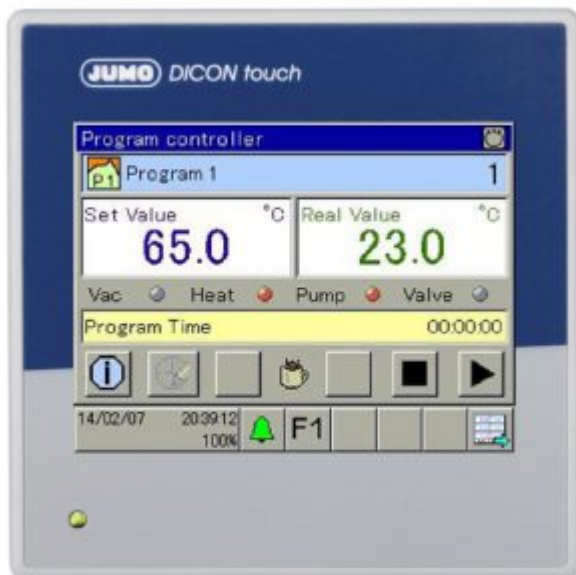 JUMO DICON touch
Program controller
P1 Program 1 1
Set Value °C Real Value °C
65.0 23.0
Vac Heat Pump Valve
Program Time 00:00:00
14/02/07 20:39:12
100% F1